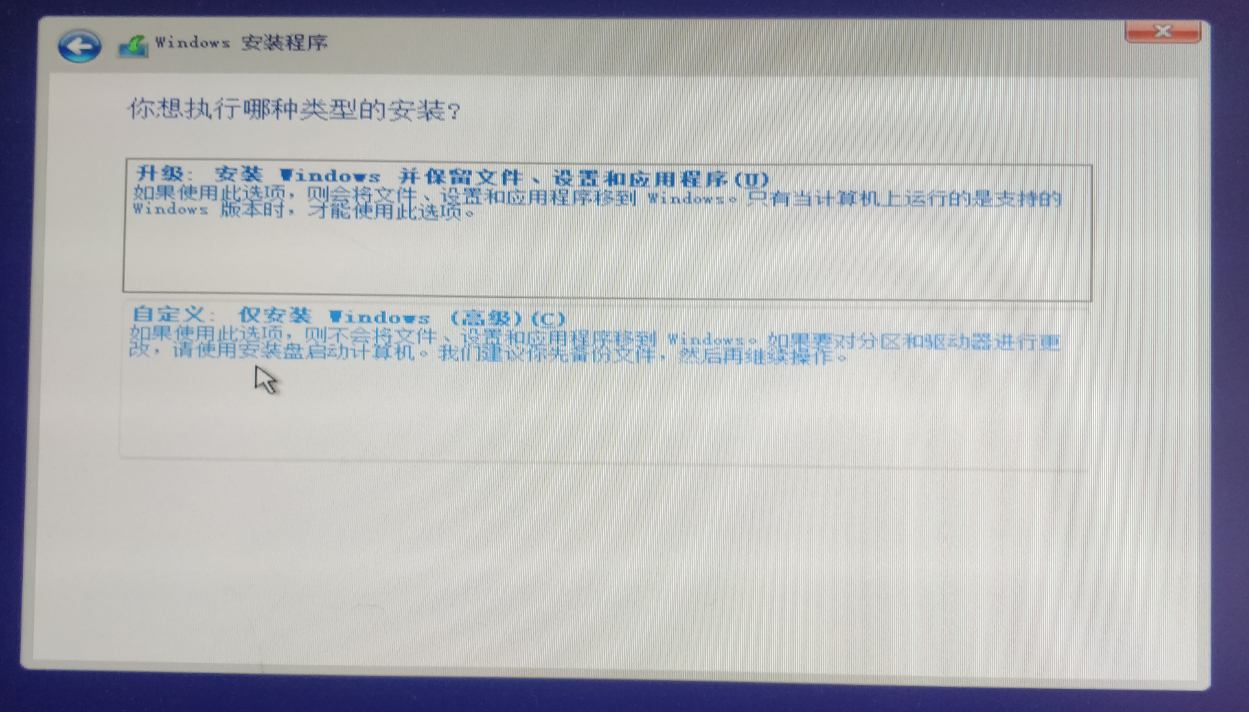 Windows 安装程序
你想执行哪种类型的安装?
升级: 安装 Windows 并保留文件、设置和应用程序(U)
如果使用此选项，则会将文件、设置和应用程序移到 Windows。只有当计算机上运行的是支持的
Windows 版本时，才能使用此选项。
自定义: 仅安装 Windows (高级)(C)
如果使用此选项，则不会将文件、设置和应用程序移到 Windows。如果要对分区和驱动器进行更
改，请使用安装盘启动计算机。我们建议你先备份文件，然后再继续操作。